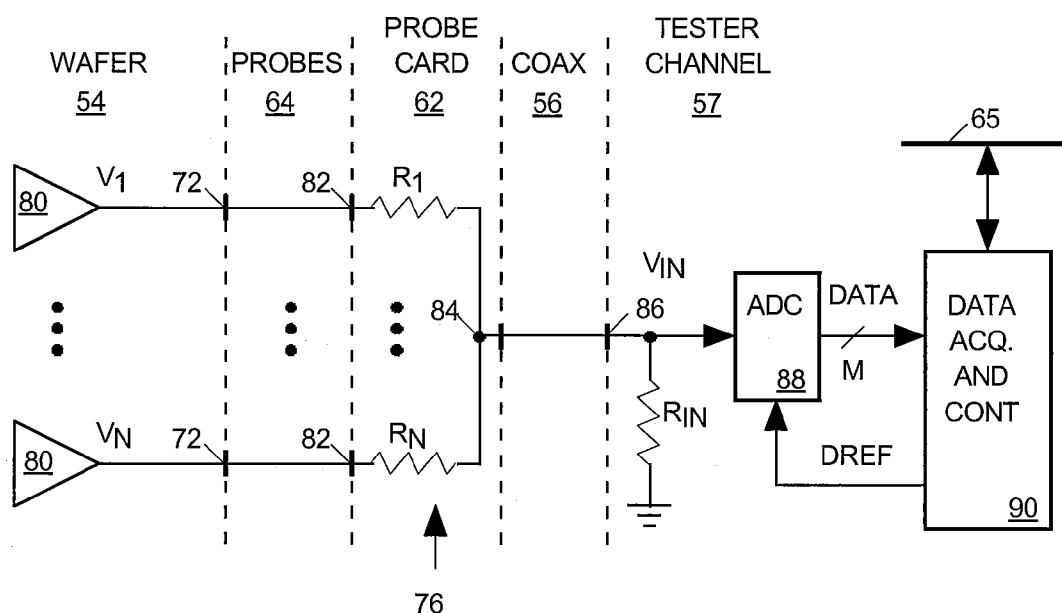 WAFER
54
PROBES
64
PROBE
CARD
62
COAX
56
TESTER
CHANNEL
57
65
80
V1
72
82
R1
84
86
VIN
ADC
88
DATA
M
DATA
ACQ.
AND
CONT
90
RIN
DREF
80
VN
72
82
RN
76